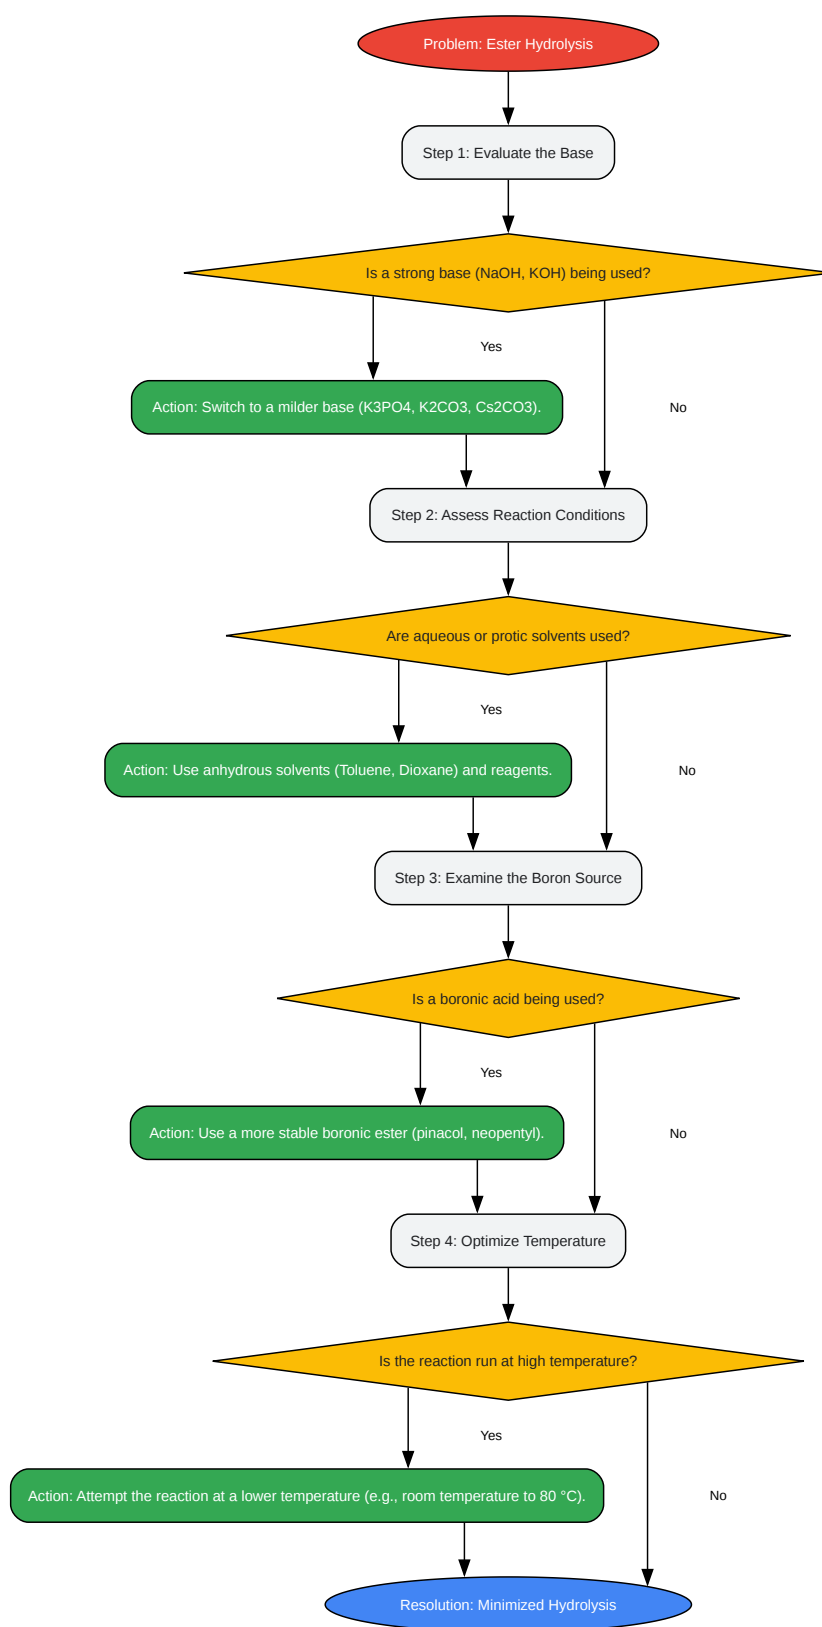 Problem: Ester Hydrolysis
Step 1: Evaluate the Base
Is a strong base (NaOH, KOH) being used?
Yes
Action: Switch to a milder base (K3PO4, K2CO3, Cs2CO3).
No
Step 2: Assess Reaction Conditions
Are aqueous or protic solvents used?
Yes
Action: Use anhydrous solvents (Toluene, Dioxane) and reagents.
No
Step 3: Examine the Boron Source
Is a boronic acid being used?
Yes
Action: Use a more stable boronic ester (pinacol, neopentyl).
No
Step 4: Optimize Temperature
Is the reaction run at high temperature?
Yes
Action: Attempt the reaction at a lower temperature (e.g., room temperature to 80 °C).
No
Resolution: Minimized Hydrolysis